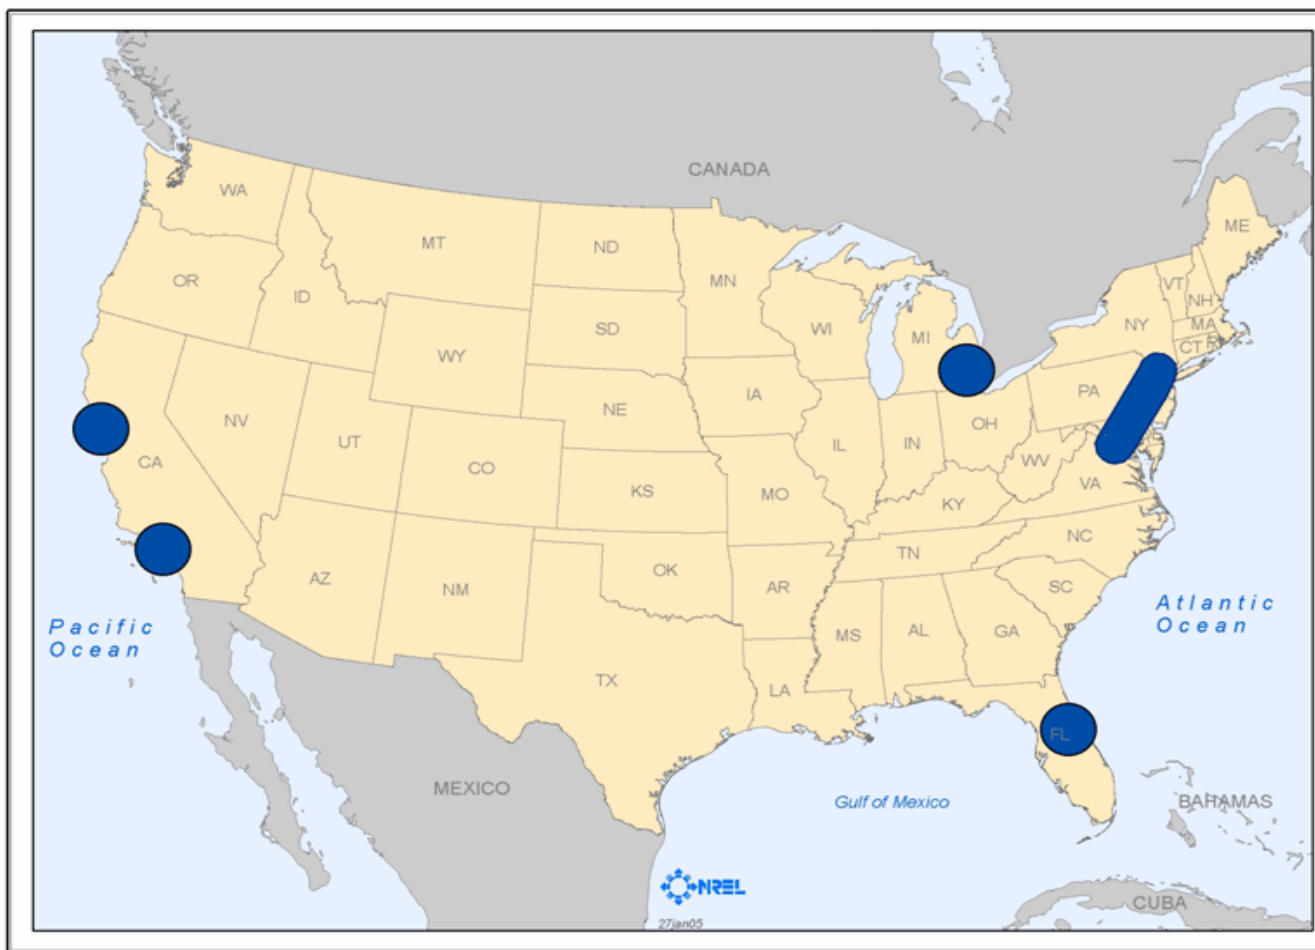 CANADA
WA
MT
ND
MN
ME
OR
ID
SD
WI
MI
NY
VT
NH
MA
CT
R
WY
IA
NE
PA
NV
UT
CO
IL
IN
OH
CA
KS
MO
WV
VA
KY
AZ
NM
OK
AR
TN
NC
SC
MS
AL
GA
Pacific
Ocean
Atlantic
Ocean
TX
LA
FL
MEXICO
Gulf of Mexico
BAHAMAS
NREL
CUBA
27jan05